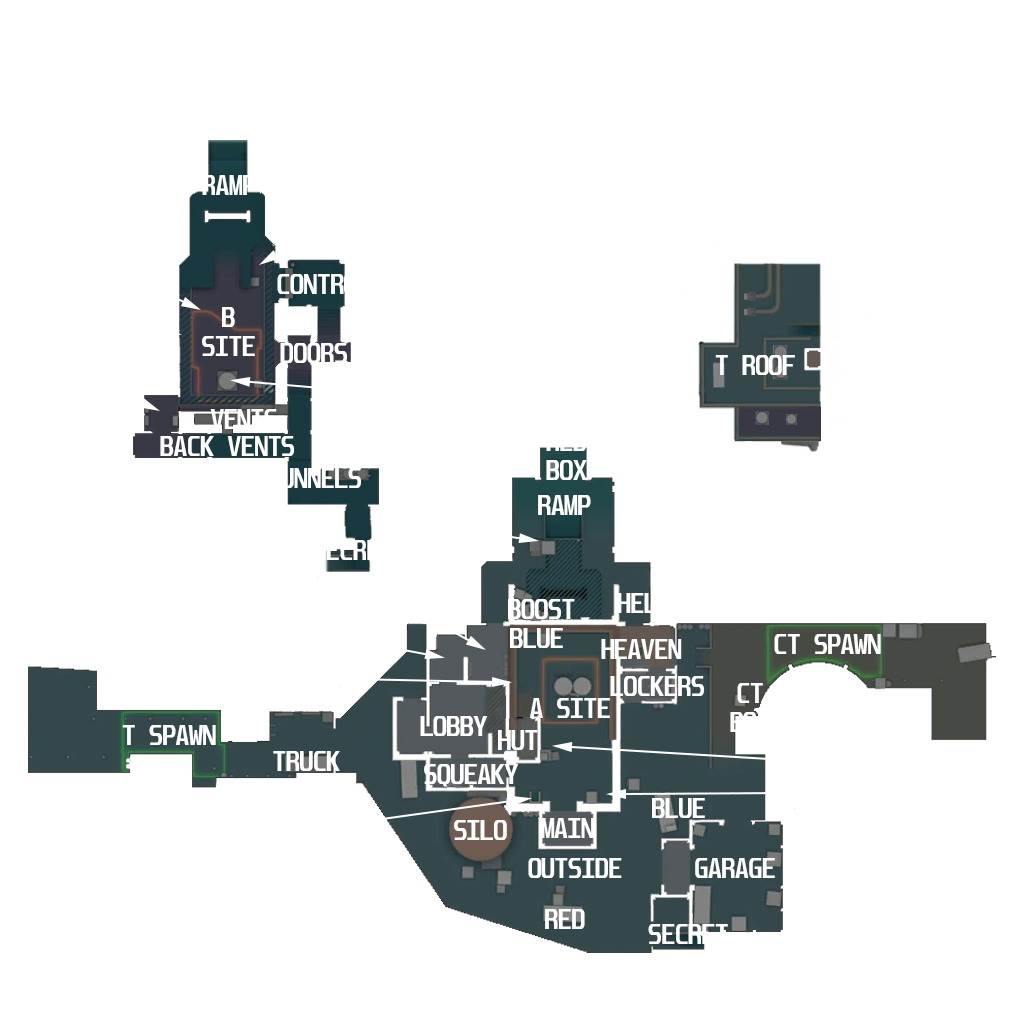 RAMP
CONTR
B
SITE
DOORS
VENTS
BACK VENTS
UNNELS
T ROOF
BOX
RAMP
BOOST
BLUE
HEL
HEAVEN
CT SPAWN
LOCKERS
CT
A SITE
LOBBY
HUT
T SPAWN
TRUCK
SQUEAKY
BLUE
SILO
MAIN
OUTSIDE
GARAGE
RED
SECRET